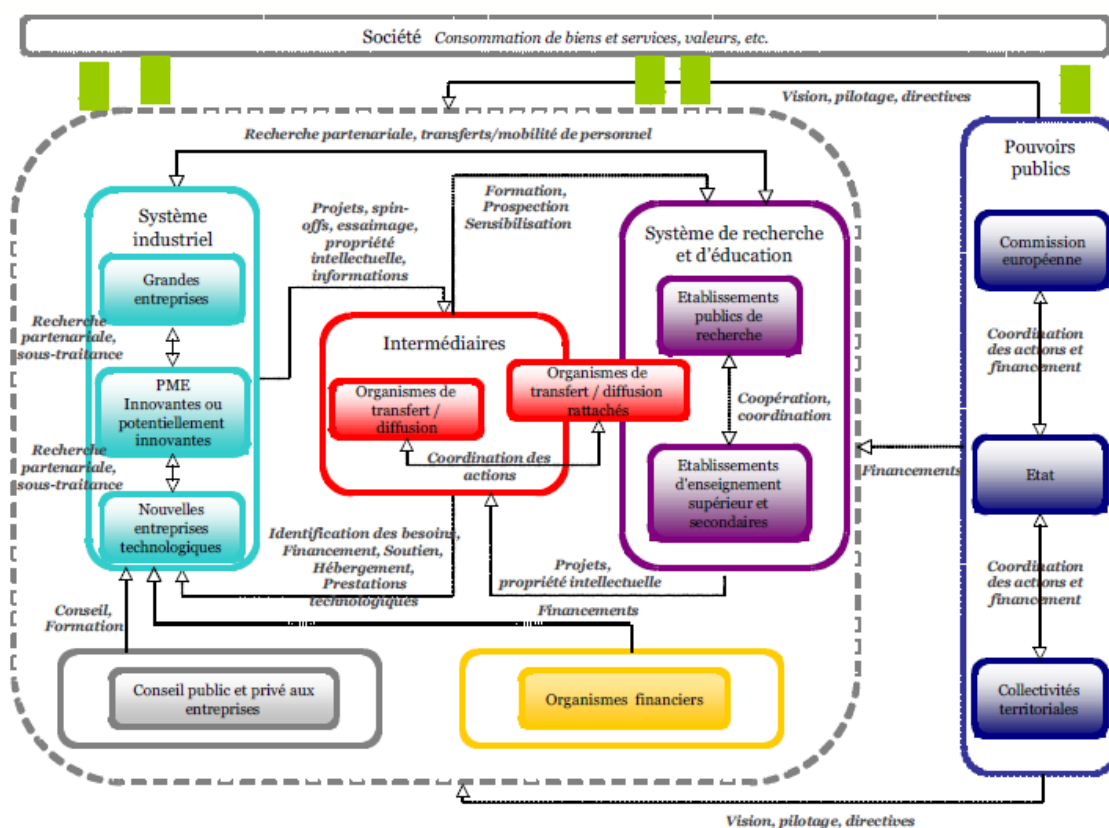 Société Consommation de biens et services, valeurs, etc.
Vision, pilotage, directives
Recherche partenariale, transferts/mobilité de personnel
Pouvoirs
publics
Système
industriel
Grandes
entreprises
Recherche
partenariale,
sous-traitance
PME
Innovantes ou
potentiellement
innovantes
Recherche
partenariale,
sous-traitance
Nouvelles
entreprises
technologiques
Projets, spin-
offs, essaimage,
propriété
intellectuelle,
informations
Formation,
Prospection
Sensibilisation
Intermédiaires
Organismes de
transfert /
diffusion
Organismes de
transfert / diffusion
rattachés
Coordination des
actions
Système de recherche
et d'éducation
Etablissements
publics de
recherche
Coopération,
coordination
Etablissements
d'enseignement
supérieur et
secondaires
Commission
européenne
Coordination
des actions et
financement
Etat
Financements
Coordination
des actions et
financement
Collectivités
territoriales
Identification des besoins,
Financement, Soutien,
Hébergement,
Prestations
technologiques
Projets,
propriété intellectuelle
Conseil,
Formation
Financements
Conseil public et privé aux
entreprises
Organismes financiers
Vision, pilotage, directives